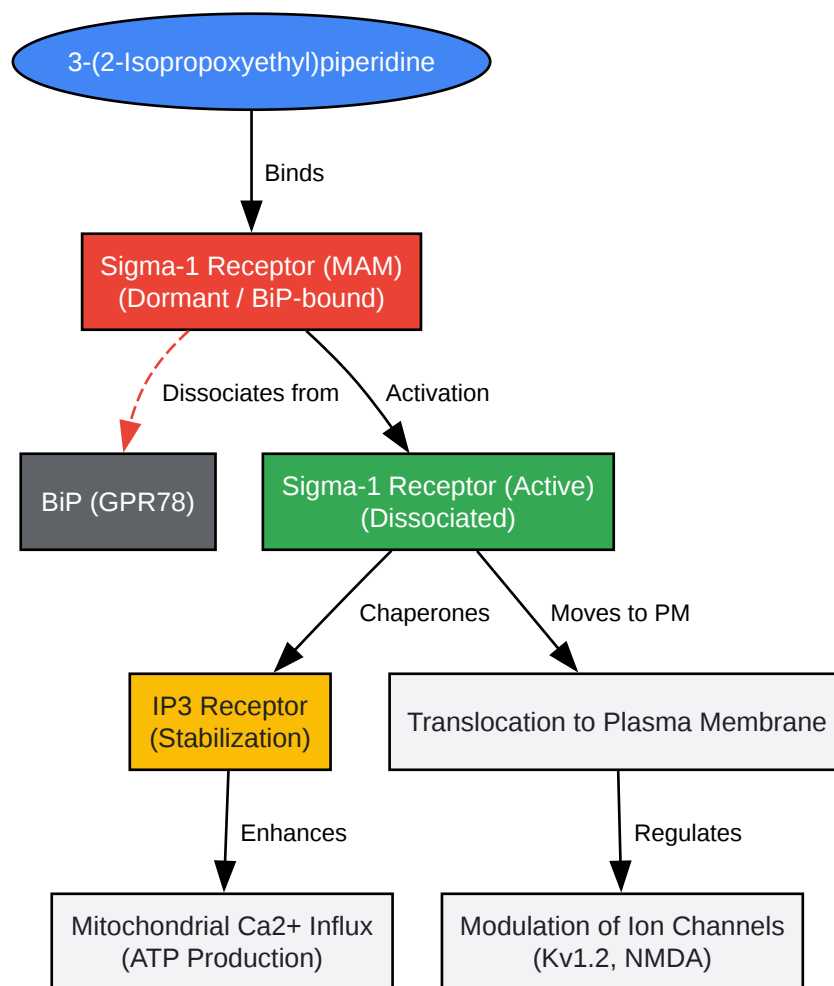 3-(2-Isopropoxyethyl)piperidine
Binds
Sigma-1 Receptor (MAM)
(Dormant / BiP-bound)
Dissociates from
Activation
BiP (GPR78)
Sigma-1 Receptor (Active)
(Dissociated)
Chaperones
Moves to PM
IP3 Receptor
(Stabilization)
Translocation to Plasma Membrane
Enhances
Regulates
Mitochondrial Ca2+ Influx
(ATP Production)
Modulation of Ion Channels
(Kv1.2, NMDA)